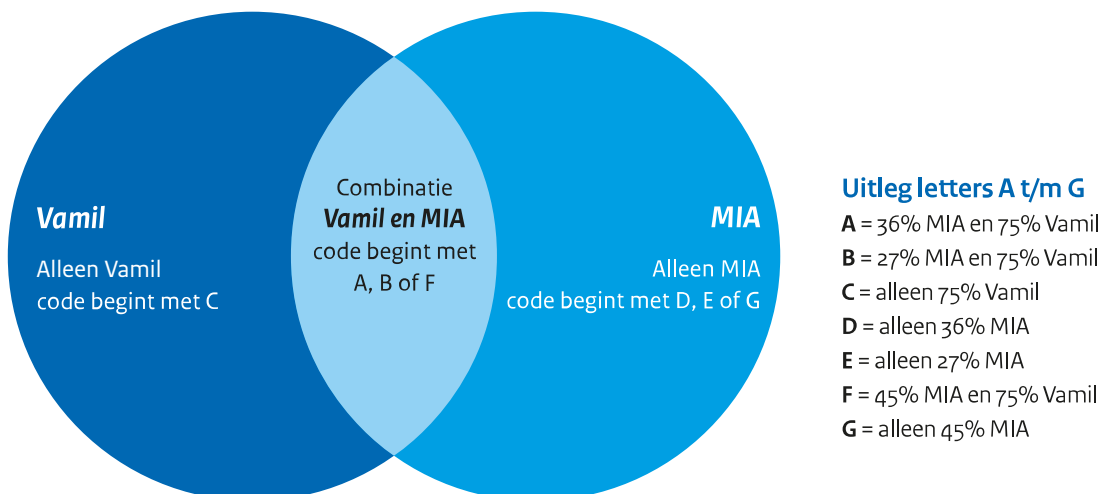 Vamil
Alleen Vamil
code begint met C
Combinatie
Vamil en MIA
code begint met
A, B of F
MIA
Alleen MIA
code begint met D, E of G
Uitleg letters A t/m G
A = 36% MIA en 75% Vamil
B = 27% MIA en 75% Vamil
C = alleen 75% Vamil
D = alleen 36% MIA
E = alleen 27% MIA
F = 45% MIA en 75% Vamil
G = alleen 45% MIA